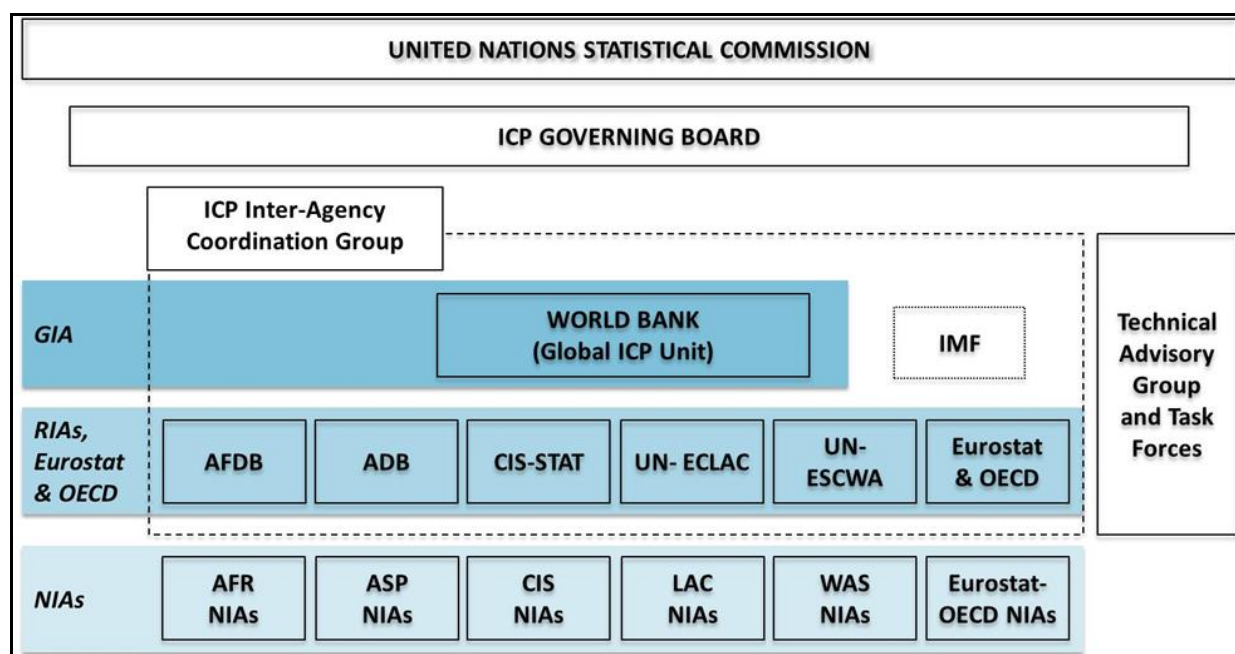 UNITED NATIONS STATISTICAL COMMISSION
ICP GOVERNING BOARD
ICP Inter-Agency
Coordination Group
GIA
WORLD BANK
(Global ICP Unit)
IMF
Technical
Advisory
Group
and Task
Forces
RIAs,
Eurostat
& OECD
AFDB
ADB
CIS-STAT
UN- ECLAC
UN-
ESCWA
Eurostat
& OECD
NIAs
AFR
NIAs
ASP
NIAs
CIS
NIAs
LAC
NIAs
WAS
NIAs
Eurostat-
OECD NIAs